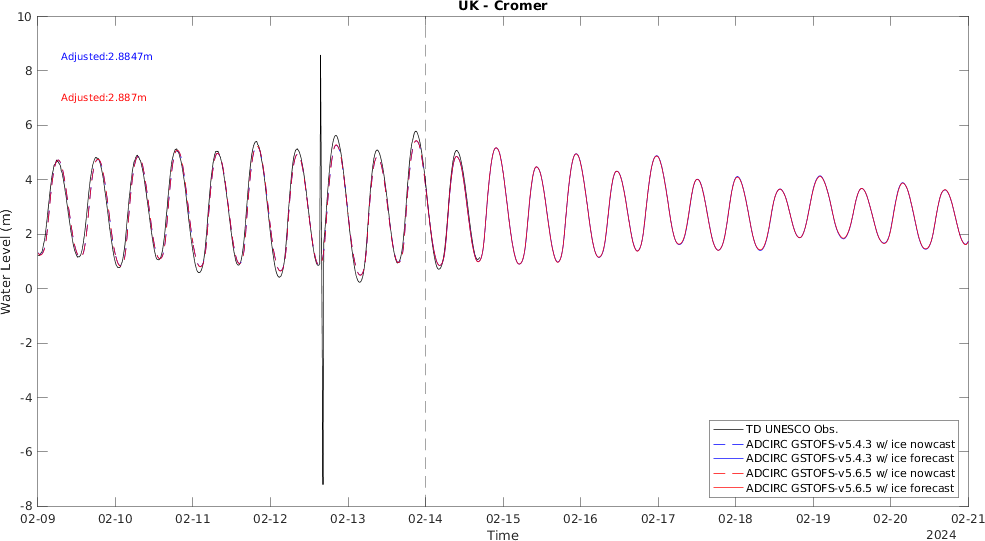 UK - Cromer
10
8
6
4
2
0
-2
-4
-6
-8
Water Level (m)
Adjusted:2.8847m
Adjusted:2.887m
TD UNESCO Obs.
ADCIRC GSTOFS-v5.4.3 w/ ice nowcast
ADCIRC GSTOFS-v5.4.3 w/ ice forecast
ADCIRC GSTOFS-v5.6.5 w/ ice nowcast
ADCIRC GSTOFS-v5.6.5 w/ ice forecast
02-09 02-10 02-11 02-12 02-13 02-14 02-15 02-16 02-17 02-18 02-19 02-20 02-21
Time
2024